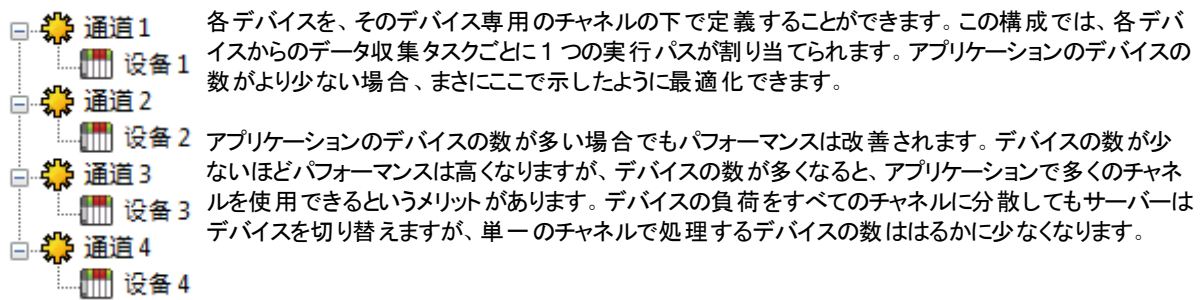 通道1
设备1
通道2
设备2
通道3
设备3
通道4
设备4
各デバイスを、そのデバイス専用のチャネルの下で定義することができます。この構成では、各デバ
イスからのデータ収集タスクごとに1つの実行パスが割り当てられます。アプリケーションのデバイスの
数がより少ない場合、まさにここで示したように最適化できます。
アプリケーションのデバイスの数が多い場合でもパフォーマンスは改善されます。デバイスの数が少
ないほどパフォーマンスは高くなりますが、デバイスの数が多くなると、アプリケーションで多くのチャネ
ルを使用できるというメリットがあります。デバイスの負荷をすべてのチャネルに分散してもサーバーは
デバイスを切り替えますが、単一のチャネルで処理するデバイスの数ははるかに少なくなります。